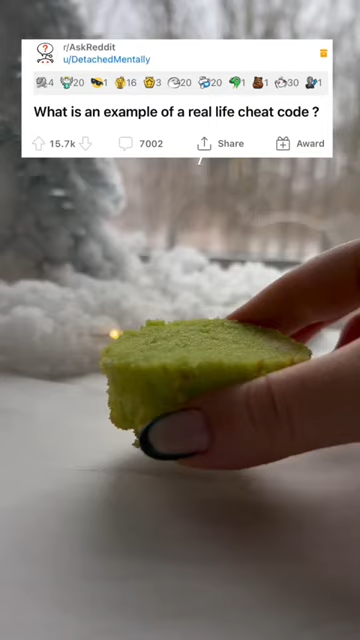 r/AskReddit
u/DetachedMentally
4 20 1 16 3 20 20 1 1 30 1
What is an example of a real life cheat code ?
15.7k 7002 Share Award